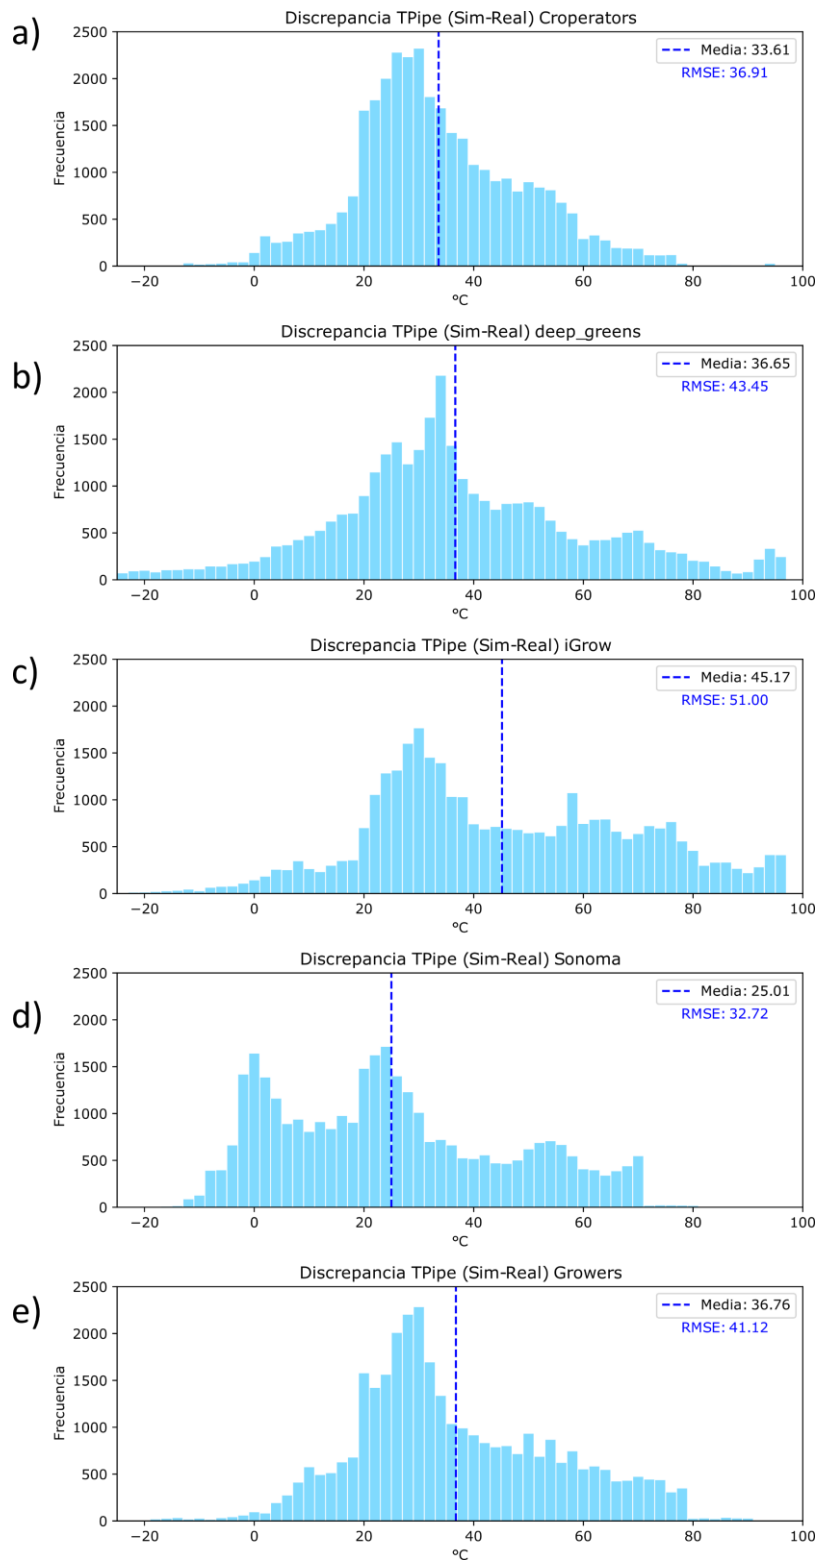 a)
Discrepancia TPipe (Sim-Real) Croperators
Media: 33.61
RMSE: 36.91
Frecuencia
2500
2000
1500
1000
500
0
−20 0 20 40 60 80 100
°C
b)
Discrepancia TPipe (Sim-Real) deep_greens
Media: 36.65
RMSE: 43.45
Frecuencia
2500
2000
1500
1000
500
0
−20 0 20 40 60 80 100
°C
c)
Discrepancia TPipe (Sim-Real) iGrow
Media: 45.17
RMSE: 51.00
Frecuencia
2500
2000
1500
1000
500
0
−20 0 20 40 60 80 100
°C
d)
Discrepancia TPipe (Sim-Real) Sonoma
Media: 25.01
RMSE: 32.72
Frecuencia
2500
2000
1500
1000
500
0
−20 0 20 40 60 80 100
°C
e)
Discrepancia TPipe (Sim-Real) Growers
Media: 36.76
RMSE: 41.12
Frecuencia
2500
2000
1500
1000
500
0
−20 0 20 40 60 80 100
°C